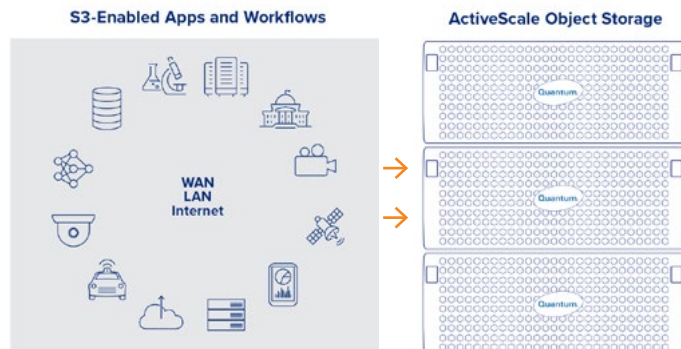 S3-Enabled Apps and Workflows
ActiveScale Object Storage
WAN
LAN
Internet
Quantum
Quantum
Quantum